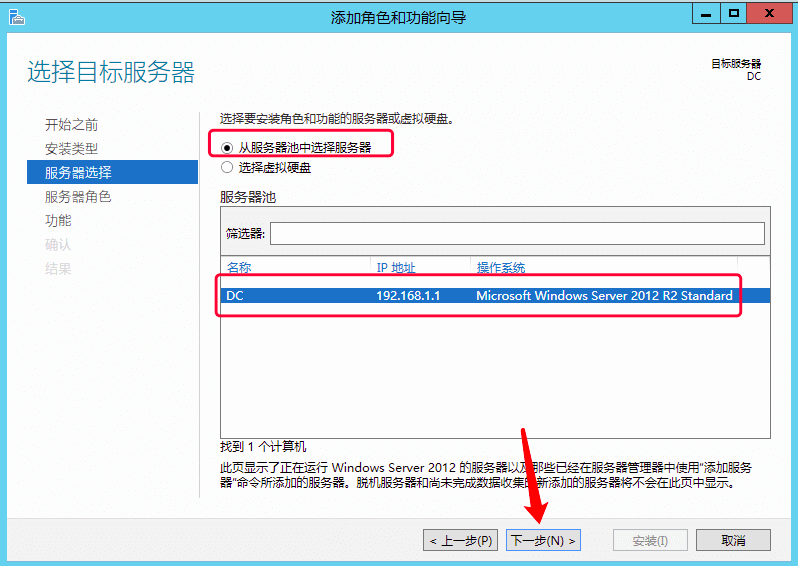 添加角色和功能向导
选择目标服务器
目标服务器
DC
开始之前
安装类型
服务器选择
服务器角色
功能
确认
结果
选择要安装角色和功能的服务器或虚拟硬盘。
从服务器池中选择服务器
选择虚拟硬盘
服务器池
筛选器:
名称 IP 地址 操作系统
DC 192.168.1.1 Microsoft Windows Server 2012 R2 Standard
找到 1 个计算机
此页显示了正在运行 Windows Server 2012 的服务器以及那些已经在服务器管理器中使用"添加服务
器"命令所添加的服务器。脱机服务器和尚未完成数据收集的新添加的服务器将不会在此页中显示。
< 上一步(P) 下一步(N) > 安装(I) 取消